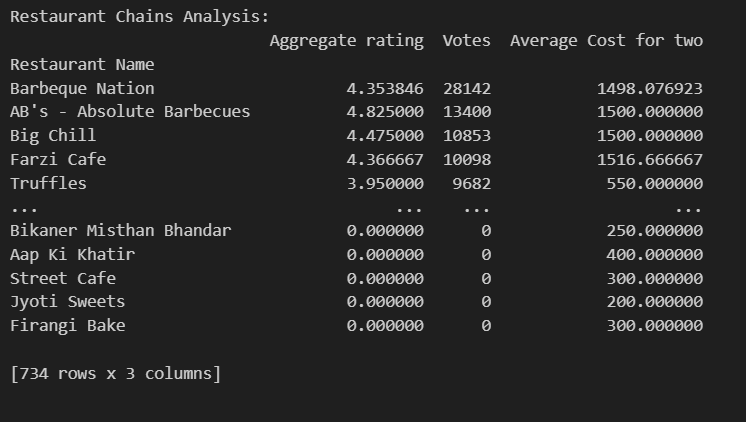 Restaurant Chains Analysis:
Aggregate rating Votes Average Cost for two
Restaurant Name
Barbeque Nation 4.353846 28142 1498.076923
AB's - Absolute Barbecues 4.825000 13400 1500.000000
Big Chill 4.475000 10853 1500.000000
Farzi Cafe 4.366667 10098 1516.666667
Truffles 3.950000 9682 550.000000
... ... ... ...
Bikaner Misthan Bhandar 0.000000 0 250.000000
Aap Ki Khatir 0.000000 0 400.000000
Street Cafe 0.000000 0 300.000000
Jyoti Sweets 0.000000 0 200.000000
Firangi Bake 0.000000 0 300.000000
[734 rows x 3 columns]